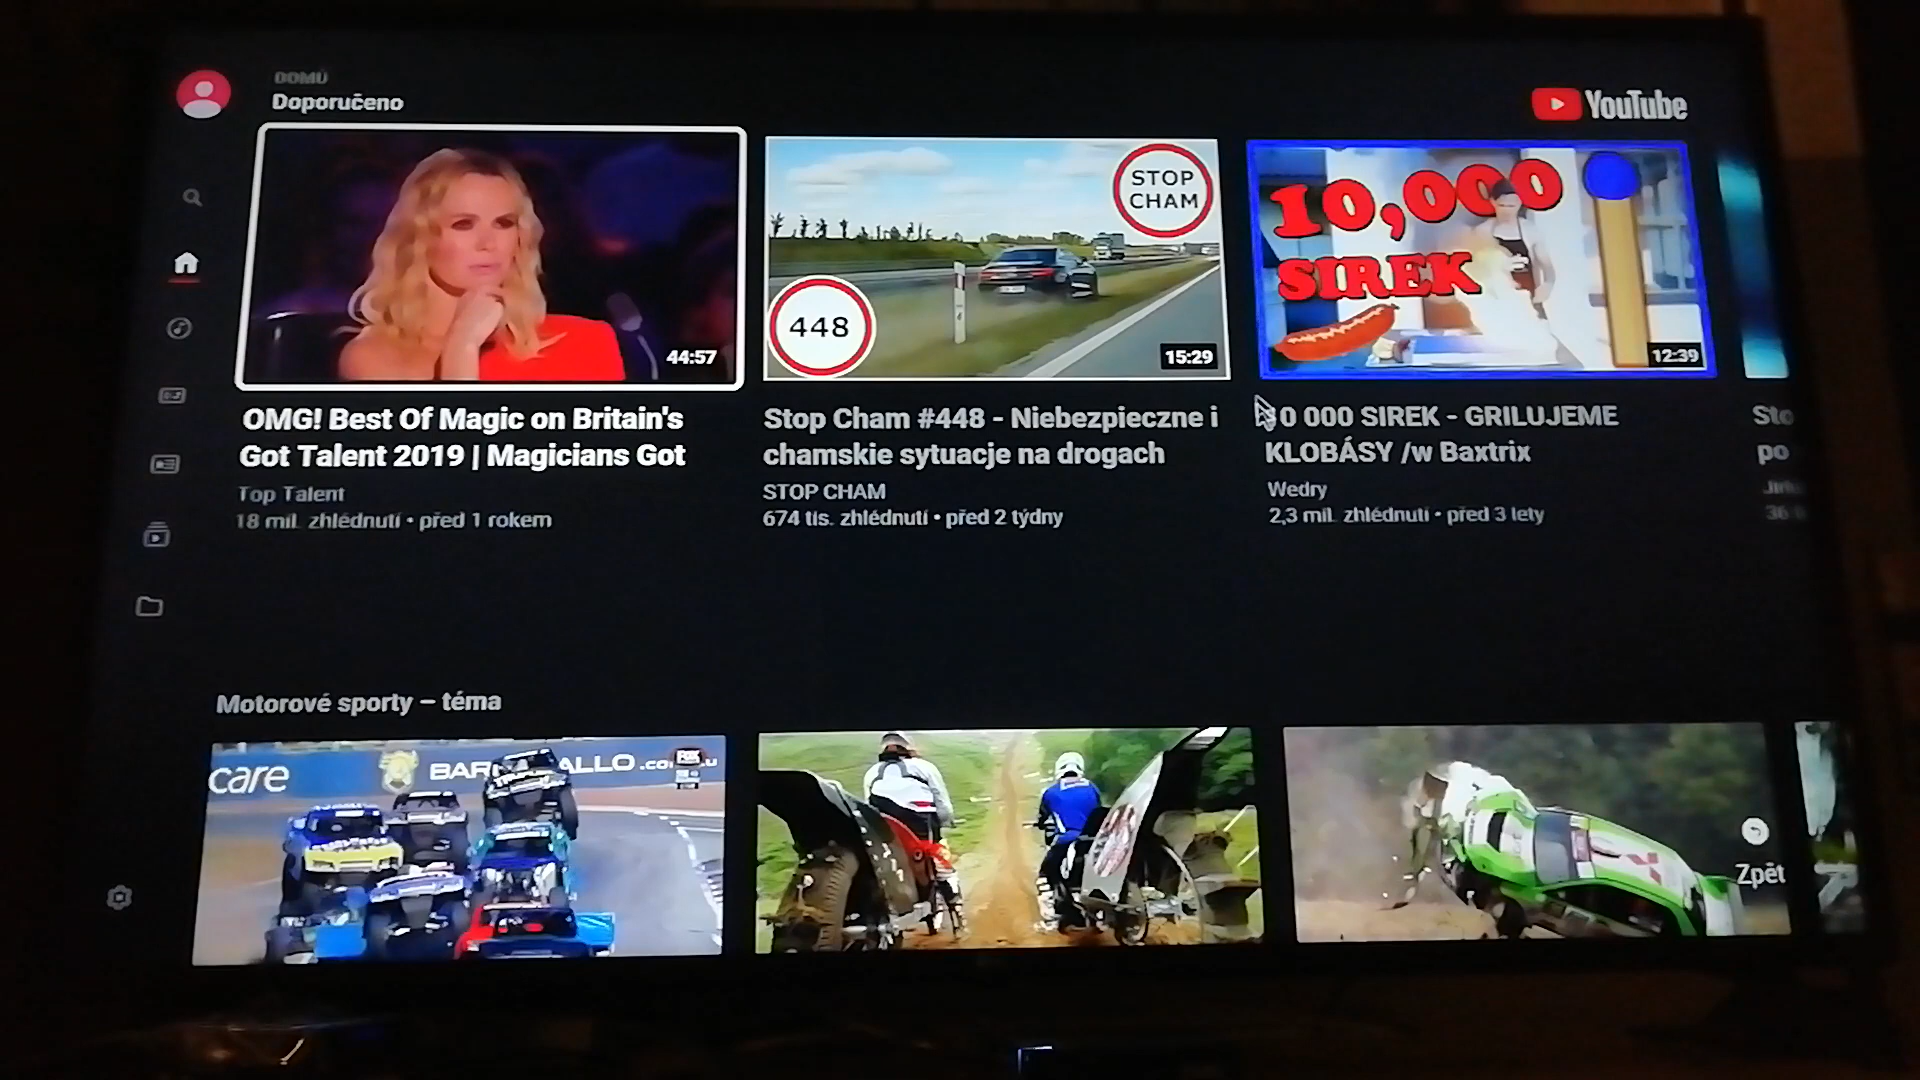 DOMŮ
Doporučeno
YouTube
STOP
CHAM
448
10,000
SIREK
44:57
15:29
12:39
OMG! Best Of Magic on Britain's
Got Talent 2019 | Magicians Got
Top Talent
18 mil. zhlédnutí • před 1 rokem
Stop Cham #448 - Niebezpieczne i
chamskie sytuacje na drogach
STOP CHAM
674 tis. zhlédnutí • před 2 týdny
0 000 SIREK - GRILUJEME
KLOBÁSY /w Baxtrix
Wedry
2,3 mil. zhlédnutí • před 3 lety
Sto
po
Motorové sporty – téma
care
FOX
Zpět